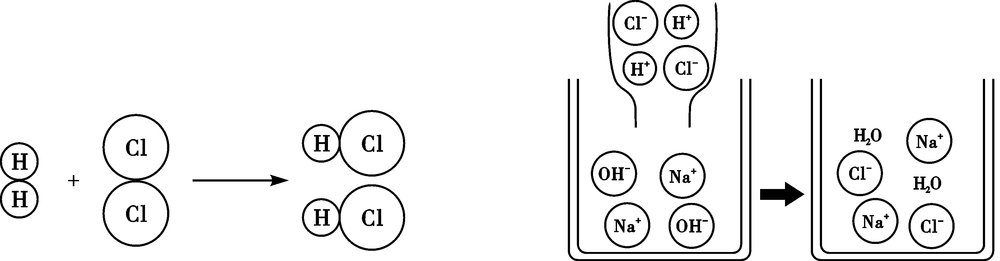 H
H
+
Cl
Cl
H Cl
H Cl
Cl⁻ H⁺
H⁺ Cl⁻
OH⁻ Na⁺
Na⁺ OH⁻
H₂O Na⁺
Cl⁻ H₂O
Na⁺ Cl⁻